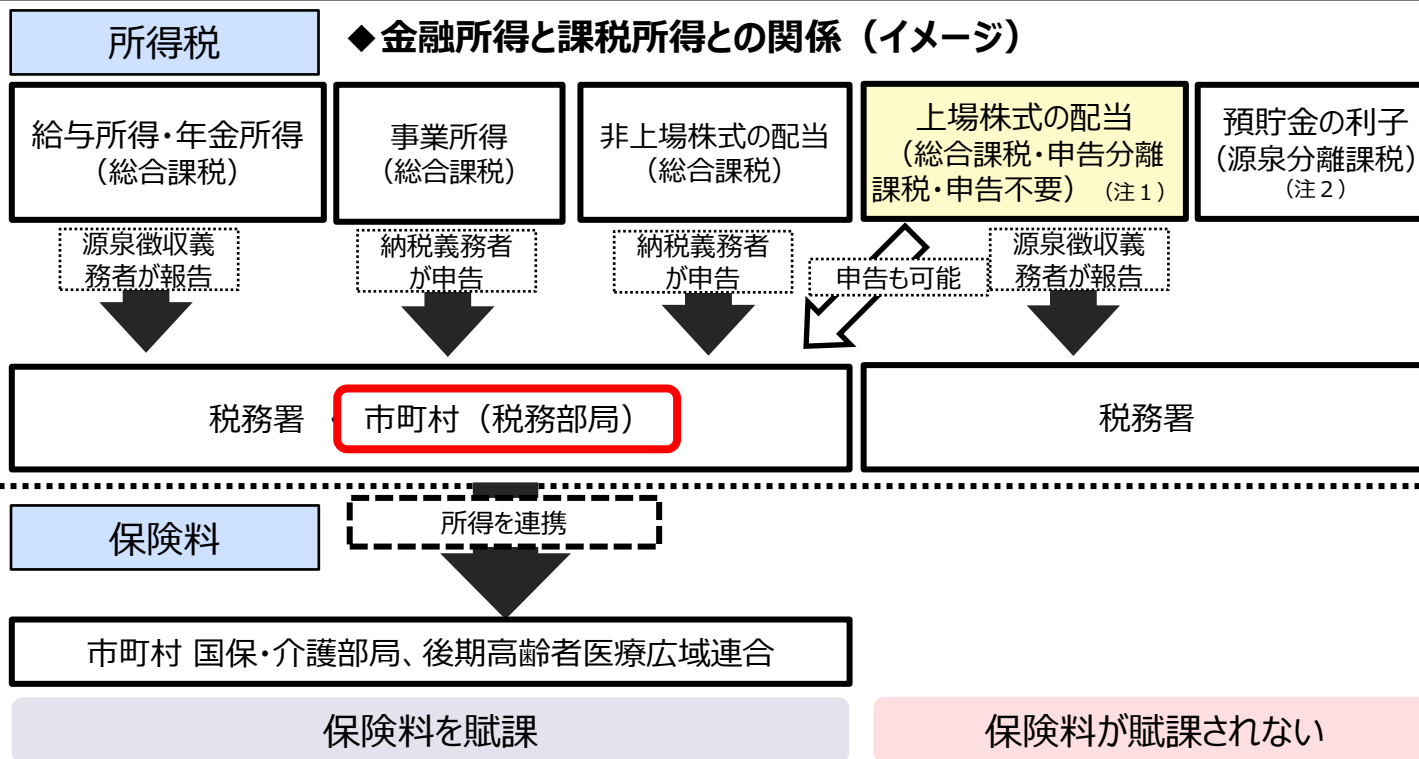 所得税
◆金融所得と課税所得との関係（イメージ）
給与所得・年金所得
（総合課税）
事業所得
（総合課税）
非上場株式の配当
（総合課税）
上場株式の配当
（総合課税・申告分離
課税・申告不要）（注１）
預貯金の利子
（源泉分離課税）
（注２）
源泉徴収義
務者が報告
納税義務者
が申告
納税義務者
が申告
申告も可能
源泉徴収義
務者が報告
税務署・市町村（税務部局）
税務署
保険料
所得を連携
市町村 国保・介護部局、後期高齢者医療広域連合
保険料を賦課
保険料が賦課されない